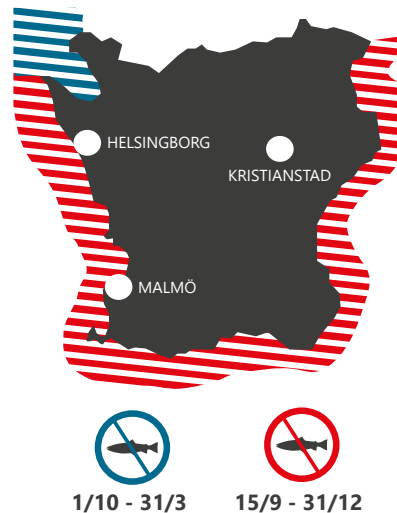 HELSINGBORG
KRISTIANSTAD
MALMÖ
1/10 - 31/3
15/9 - 31/12